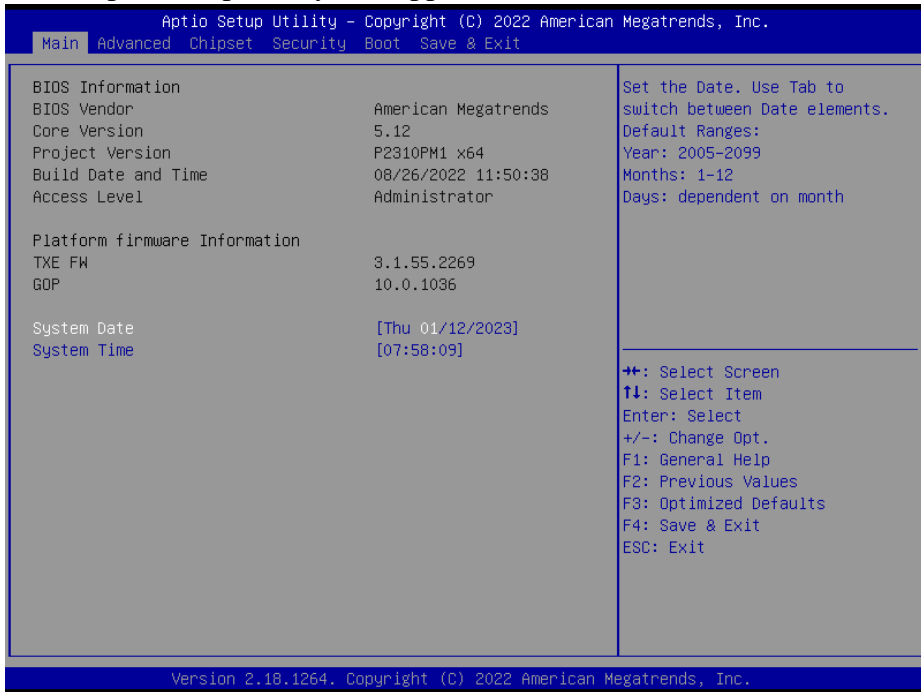 Aptio Setup Utility – Copyright (C) 2022 American Megatrends, Inc.
Main Advanced Chipset Security Boot Save & Exit
BIOS Information
BIOS Vendor American Megatrends
Core Version 5.12
Project Version P2310PM1 x64
Build Date and Time 08/26/2022 11:50:38
Access Level Administrator
Platform firmware Information
TXE FW 3.1.55.2269
GOP 10.0.1036
System Date [Thu 01/12/2023]
System Time [07:58:09]
Set the Date. Use Tab to
switch between Date elements.
Default Ranges:
Year: 2005-2099
Months: 1-12
Days: dependent on month
→←: Select Screen
↑↓: Select Item
Enter: Select
+/-: Change Opt.
F1: General Help
F2: Previous Values
F3: Optimized Defaults
F4: Save & Exit
ESC: Exit
Version 2.18.1264. Copyright (C) 2022 American Megatrends, Inc.